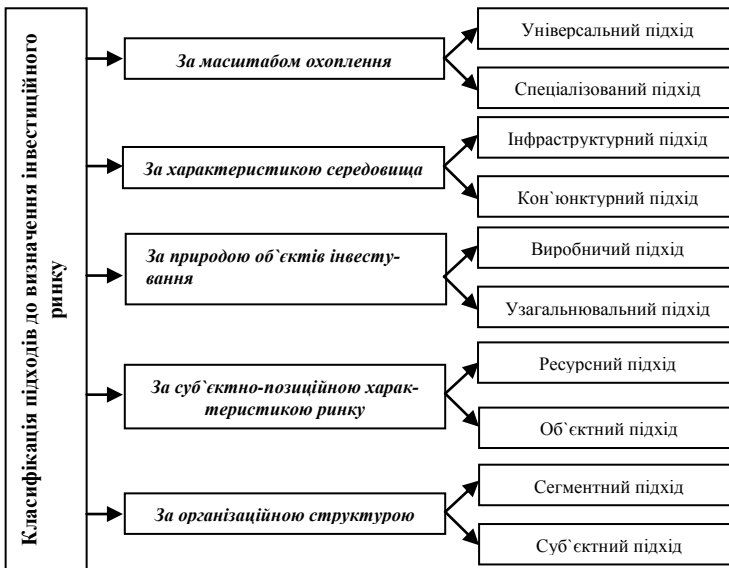 Класифікація підходів до визначення інвестиційного
ринку
За масштабом охоплення
Універсальний підхід
Спеціалізований підхід
За характеристикою середовища
Інфраструктурний підхід
Кон`юнктурний підхід
За природою об`єктів інвесту-
вання
Виробничий підхід
Узагальнювальний підхід
За суб`єктно-позиційною харак-
теристикою ринку
Ресурсний підхід
Об`єктний підхід
За організаційною структурою
Сегментний підхід
Суб`єктний підхід